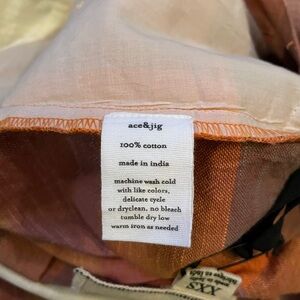 ace&jig
100% cotton
made in india
machine wash cold
with like colors,
delicate cycle
or dryclean. no bleach
tumble dry low
warm iron as needed
XXS